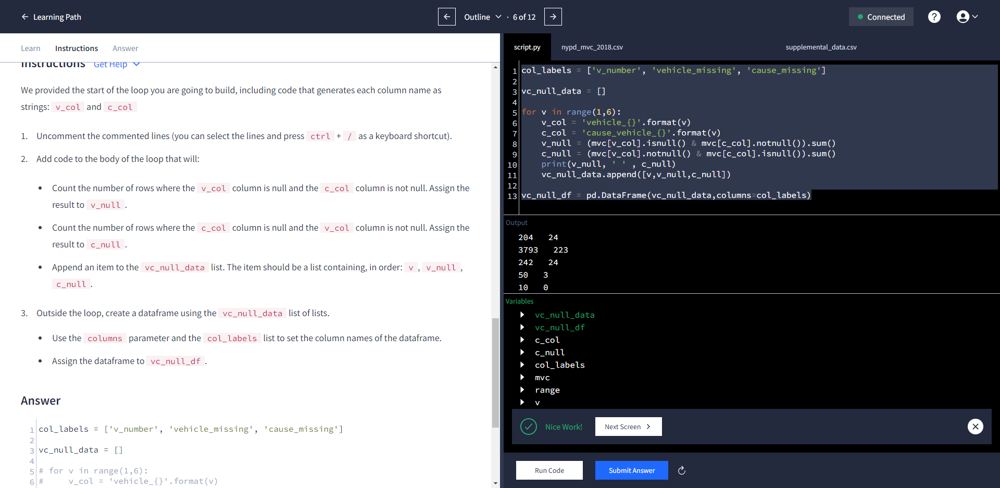 Learning Path
Outline · 6 of 12
Connected
?
Learn Instructions Answer
Instructions Get Help
We provided the start of the loop you are going to build, including code that generates each column name as
strings: v_col and c_col
1. Uncomment the commented lines (you can select the lines and press ctrl + / as a keyboard shortcut).
2. Add code to the body of the loop that will:
• Count the number of rows where the v_col column is null and the c_col column is not null. Assign the
result to v_null .
• Count the number of rows where the c_col column is null and the v_col column is not null. Assign the
result to c_null .
• Append an item to the vc_null_data list. The item should be a list containing, in order: v , v_null ,
c_null .
3. Outside the loop, create a dataframe using the vc_null_data list of lists.
• Use the columns parameter and the col_labels list to set the column names of the dataframe.
• Assign the dataframe to vc_null_df .
Answer
1 col_labels = ['v_number', 'vehicle_missing', 'cause_missing']
2
3 vc_null_data = []
4
5 # for v in range(1,6):
6 #     v_col = 'vehicle_{}'.format(v)
script.py nypd_mvc_2018.csv supplemental_data.csv
1 col_labels = ['v_number', 'vehicle_missing', 'cause_missing']
2
3 vc_null_data = []
4
5 for v in range(1,6):
6     v_col = 'vehicle_{}'.format(v)
7     c_col = 'cause_vehicle_{}'.format(v)
8     v_null = (mvc[v_col].isnull() & mvc[c_col].notnull()).sum()
9     c_null = (mvc[v_col].notnull() & mvc[c_col].isnull()).sum()
10     print(v_null, ' ' , c_null)
11     vc_null_data.append([v,v_null,c_null])
12
13 vc_null_df = pd.DataFrame(vc_null_data,columns=col_labels)
Output
204   24
3793   223
242   24
50   3
10   0
Variables
vc_null_data
vc_null_df
c_col
c_null
col_labels
mvc
range
v
Nice Work! Next Screen
Run Code Submit Answer